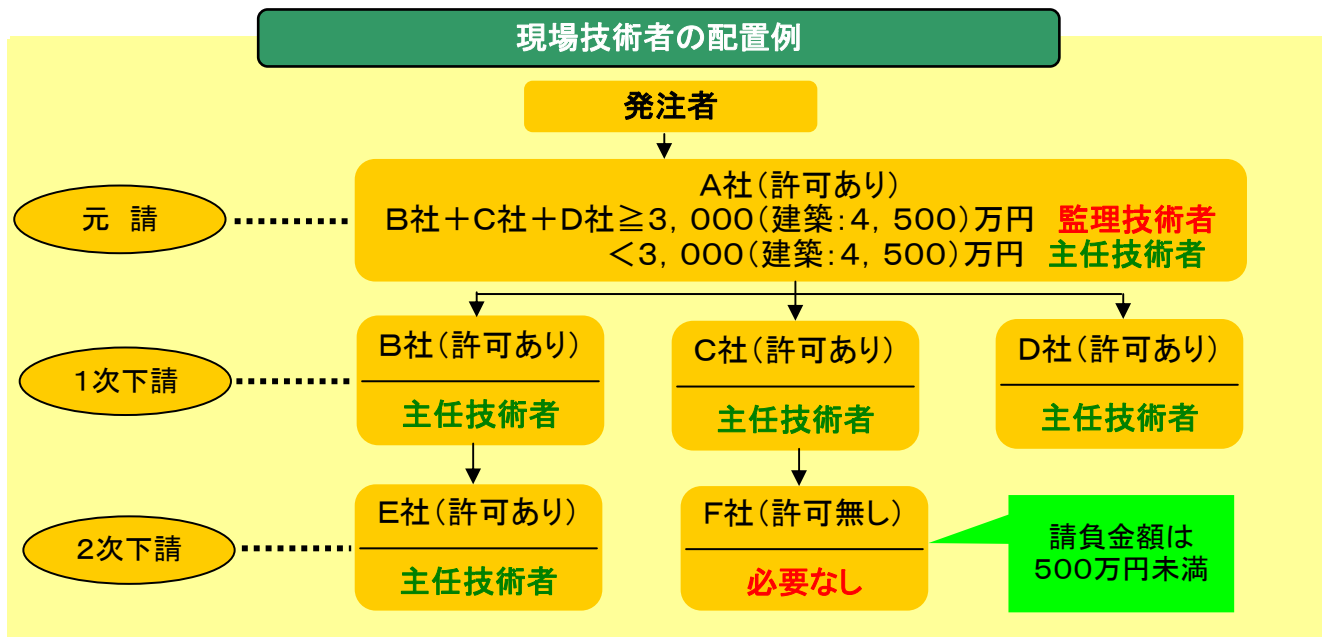 現場技術者の配置例
発注者
元　請
A社(許可あり)
B社+C社+D社≧3,000(建築:4,500)万円　監理技術者
<3,000(建築:4,500)万円　主任技術者
1次下請
B社(許可あり)
主任技術者
C社(許可あり)
主任技術者
D社(許可あり)
主任技術者
2次下請
E社(許可あり)
主任技術者
F社(許可無し)
必要なし
請負金額は
500万円未満